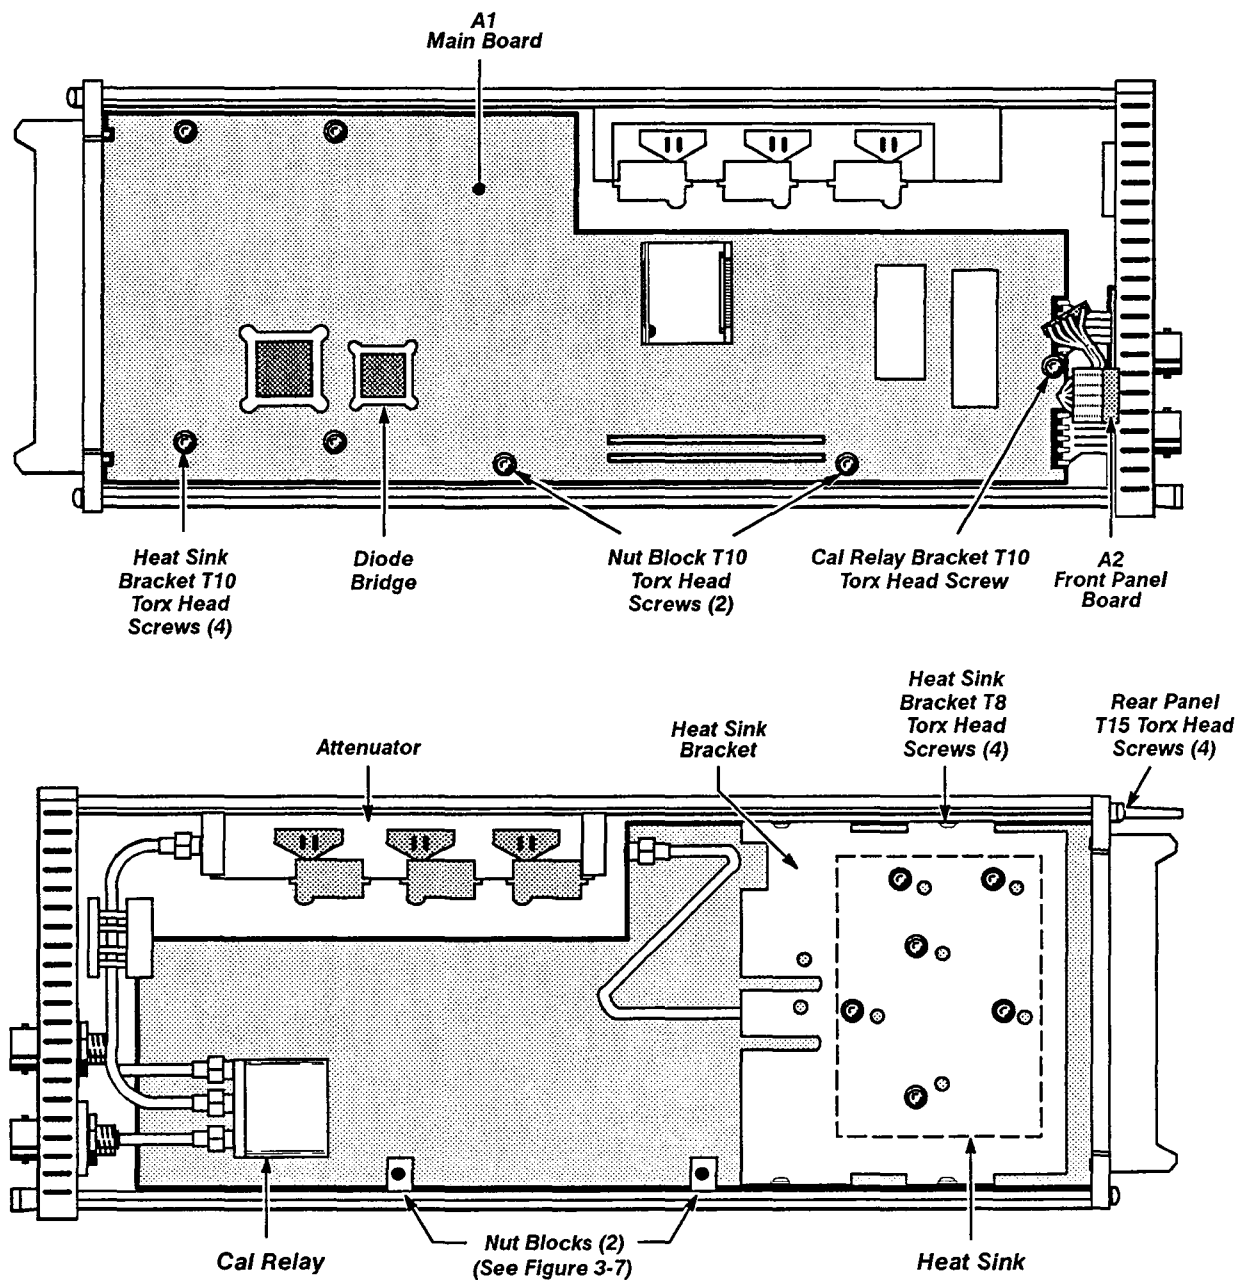 A1
Main Board
Heat Sink
Bracket T10
Torx Head
Screws (4)
Diode
Bridge
Nut Block T10
Torx Head
Screws (2)
Cal Relay Bracket T10
Torx Head Screw
A2
Front Panel
Board
Attenuator
Heat Sink
Bracket
Heat Sink
Bracket T8
Torx Head
Screws (4)
Rear Panel
T15 Torx Head
Screws (4)
Cal Relay
Nut Blocks (2)
(See Figure 3-7)
Heat Sink